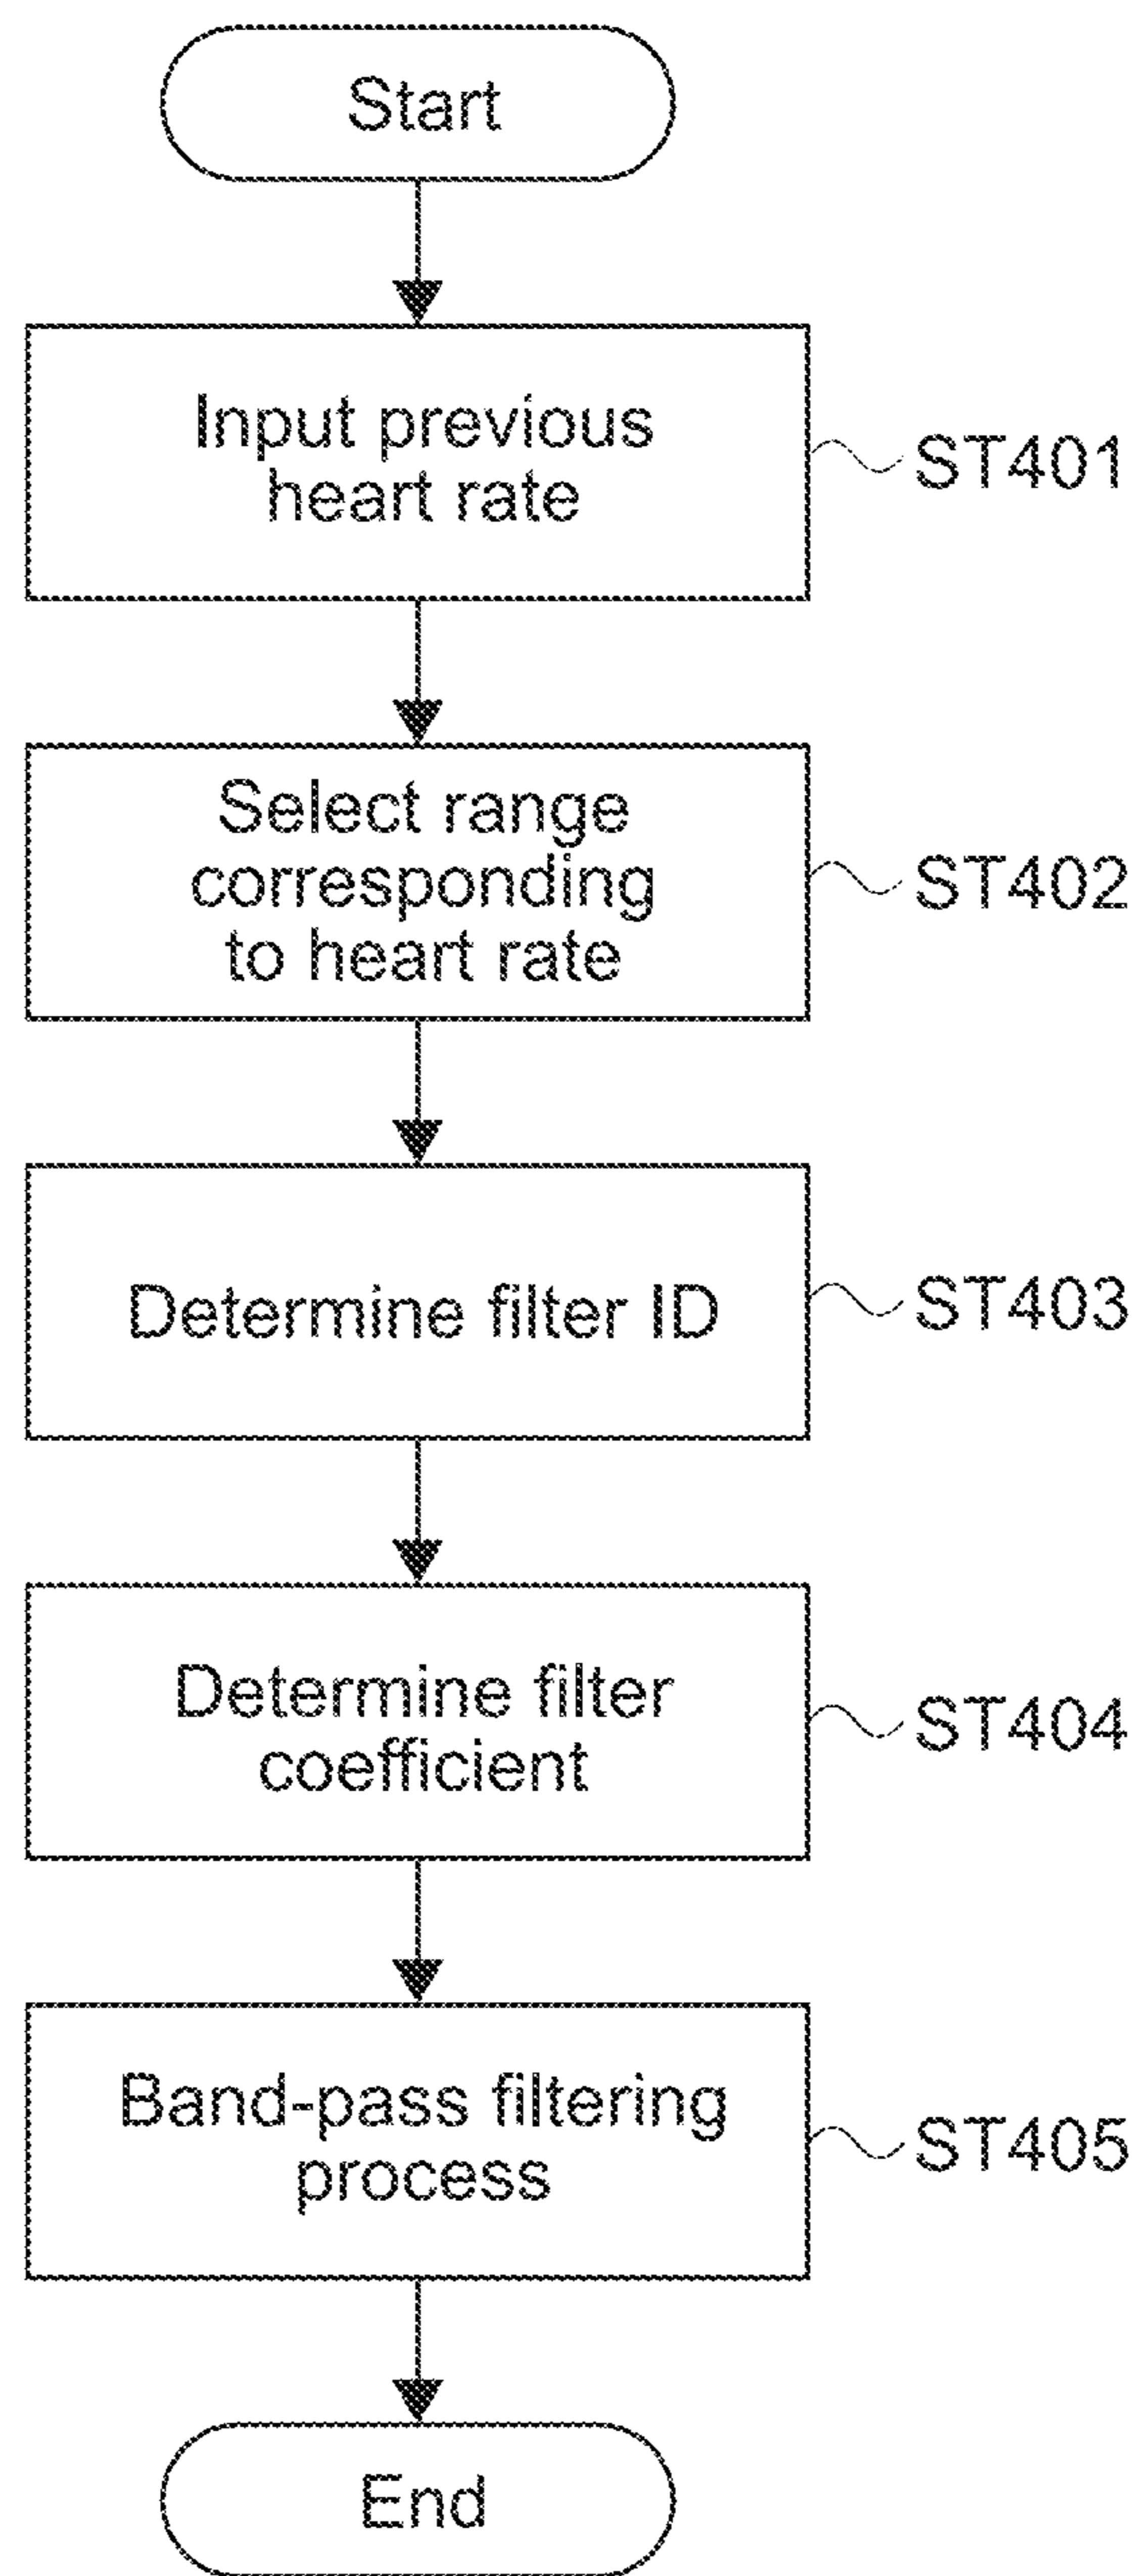 Start
Input previous
heart rate
ST401
Select range
corresponding
to heart rate
ST402
Determine filter ID
ST403
Determine filter
coefficient
ST404
Band-pass filtering
process
ST405
End